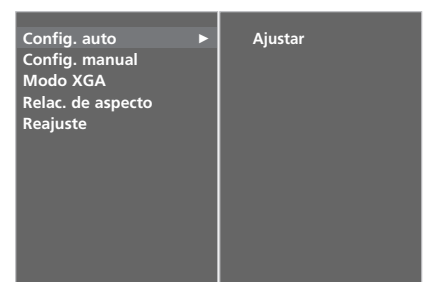 Config. auto ► Ajustar
Config. manual
Modo XGA
Relac. de aspecto
Reajuste